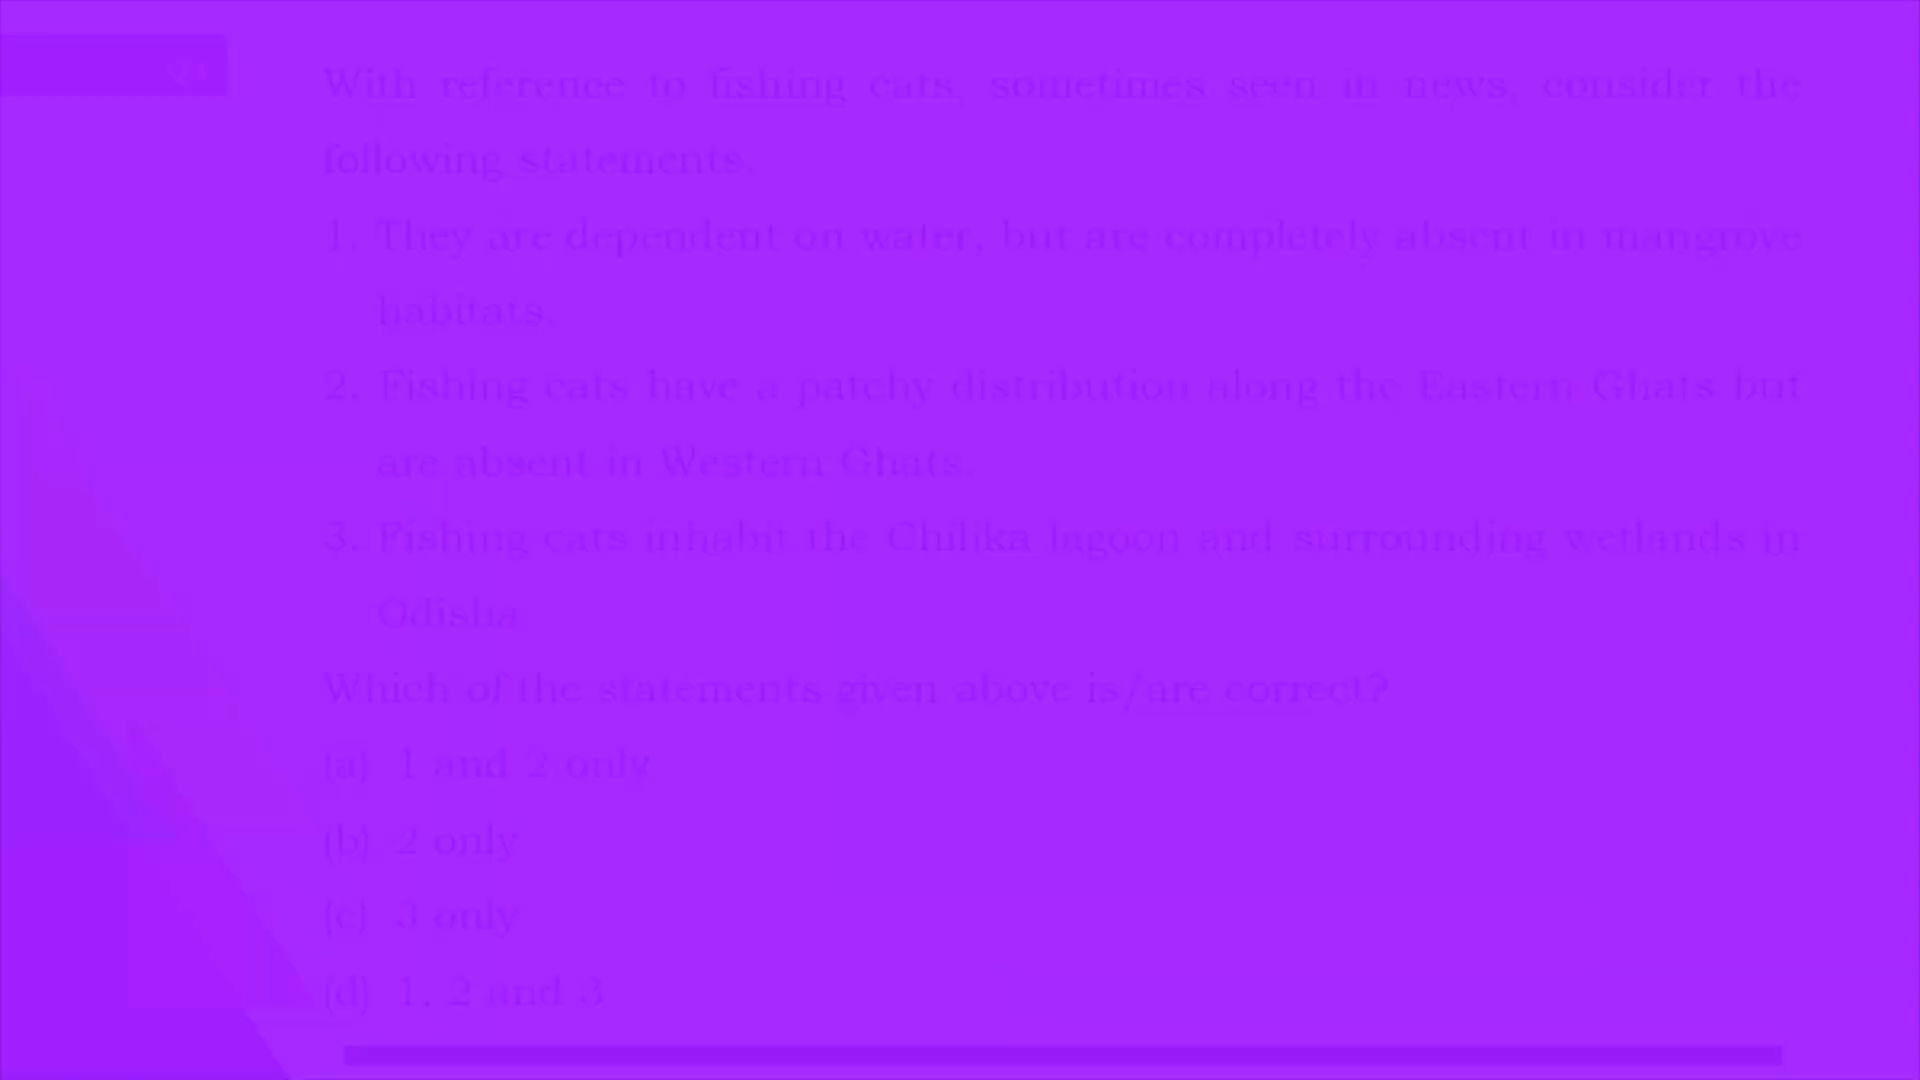 With reference to fishing cats, sometimes seen in news, consider the
following statements.
1. They are dependent on water, but are completely absent in mangrove
habitats.
2. Fishing cats have a patchy distribution along the Eastern Ghats but
are absent in Western Ghats.
3. Fishing cats inhabit the Chilika lagoon and surrounding wetlands in
Odisha
Which of the statements given above is/are correct?
(a) 1 and 2 only
(b) 2 only
(c) 3 only
(d) 1, 2 and 3